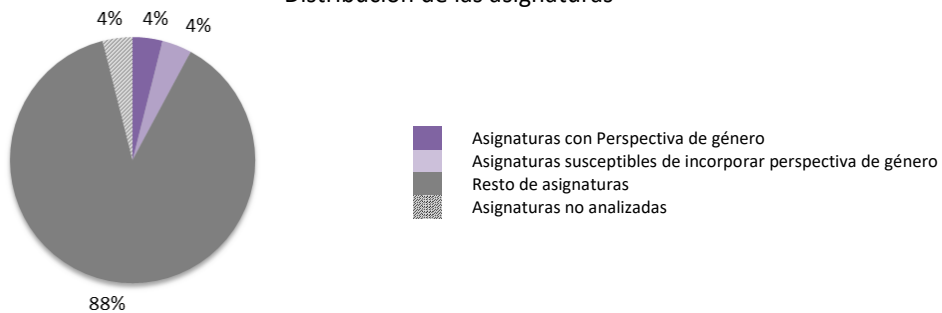 Distribución de las asignaturas
4% 4% 4%
88%
Asignaturas con Perspectiva de género
Asignaturas susceptibles de incorporar perspectiva de género
Resto de asignaturas
Asignaturas no analizadas